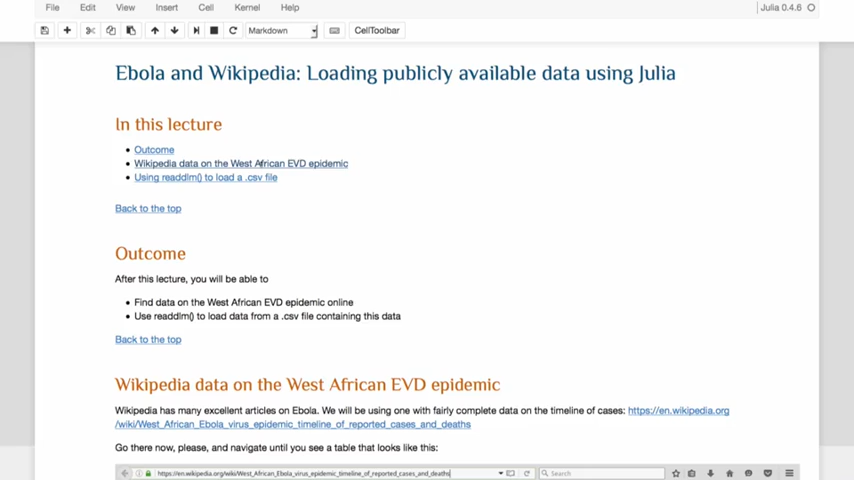 File Edit View Insert Cell Kernel Help Julia 0.4.6
Markdown CellToolbar
Ebola and Wikipedia: Loading publicly available data using Julia
In this lecture
Outcome
Wikipedia data on the West African EVD epidemic
Using readdlm() to load a .csv file
Back to the top
Outcome
After this lecture, you will be able to
Find data on the West African EVD epidemic online
Use readdlm() to load data from a .csv file containing this data
Back to the top
Wikipedia data on the West African EVD epidemic
Wikipedia has many excellent articles on Ebola. We will be using one with fairly complete data on the timeline of cases: https://en.wikipedia.org
/wiki/West_African_Ebola_virus_epidemic_timeline_of_reported_cases_and_deaths
Go there now, please, and navigate until you see a table that looks like this:
https://en.wikipedia.org/wiki/West_African_Ebola_virus_epidemic_timeline_of_reported_cases_and_deaths Search